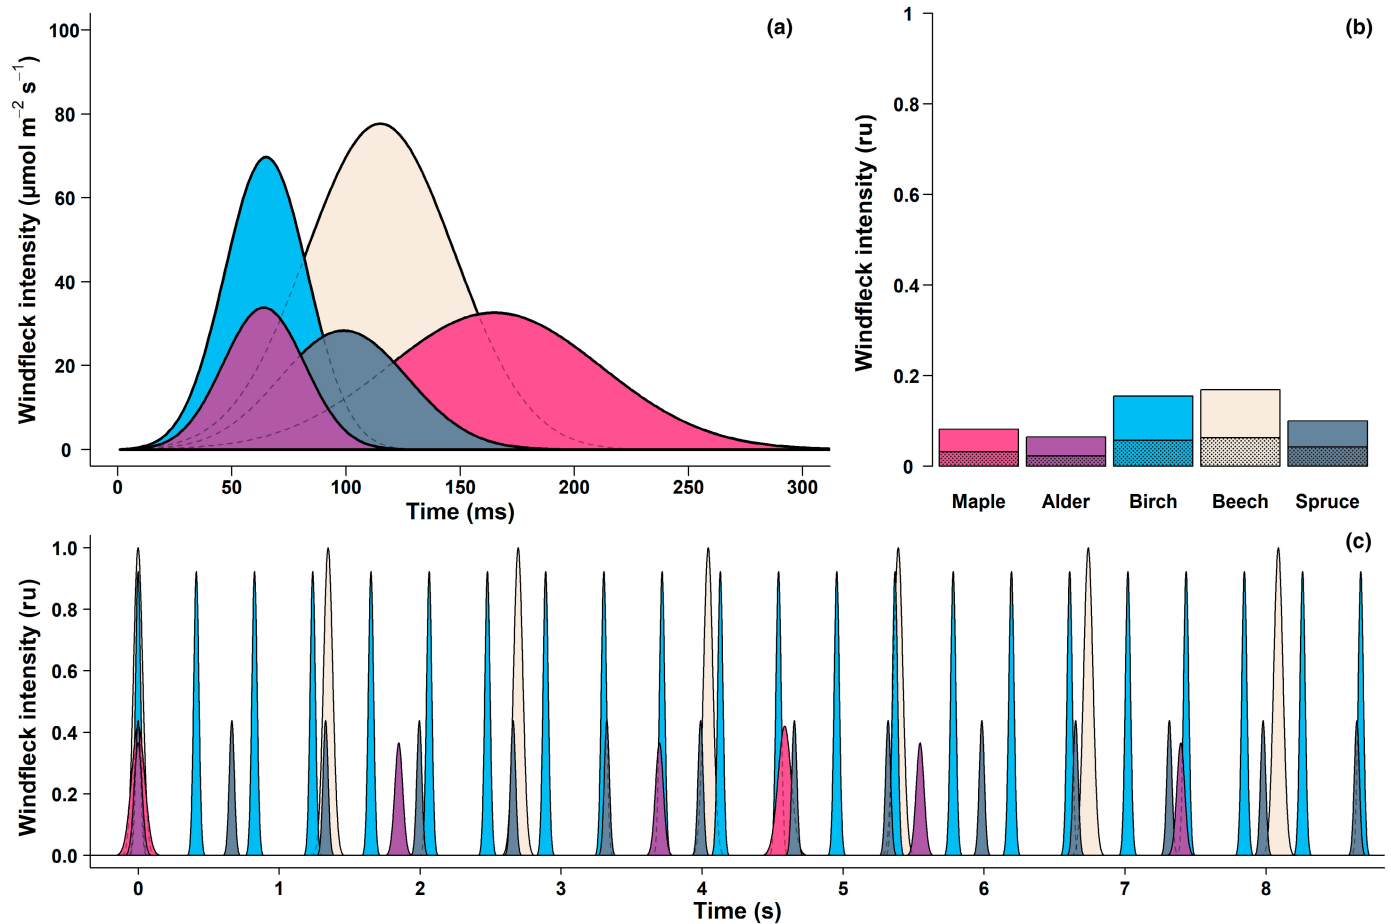 (a)
Windfleck intensity (µmol m⁻² s⁻¹)
100
80
60
40
20
0
0 50 100 150 200 250 300
Time (ms)
(b)
Windfleck intensity (ru)
1
0.8
0.6
0.4
0.2
0
Maple Alder Birch Beech Spruce
(c)
Windfleck intensity (ru)
1.0
0.8
0.6
0.4
0.2
0.0
0 1 2 3 4 5 6 7 8
Time (s)